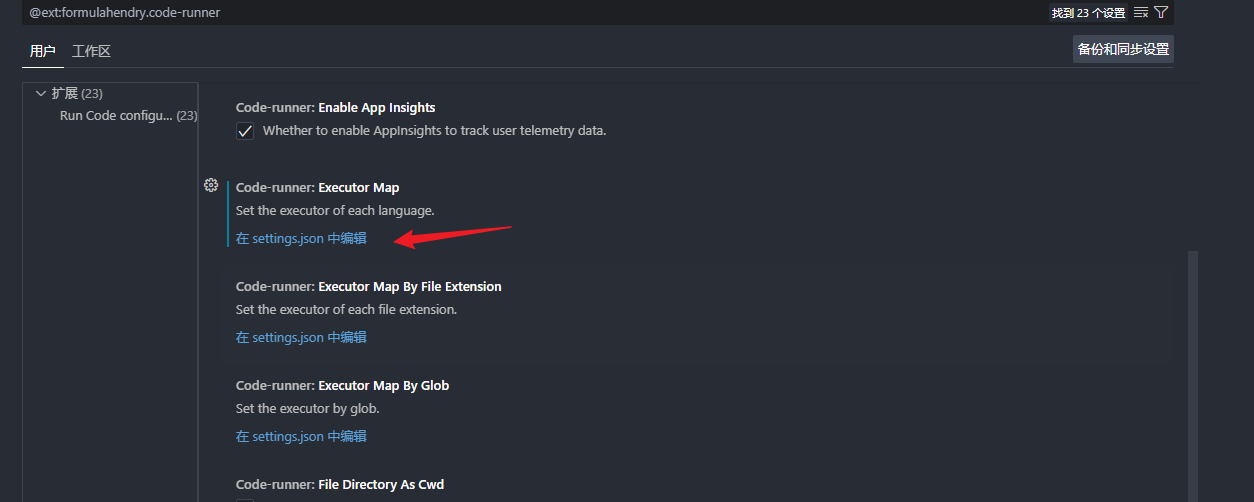 @ext:formulahendry.code-runner
找到 23 个设置
用户 工作区
备份和同步设置
扩展 (23)
Run Code configu... (23)
Code-runner: Enable App Insights
Whether to enable AppInsights to track user telemetry data.
Code-runner: Executor Map
Set the executor of each language.
在 settings.json 中编辑
Code-runner: Executor Map By File Extension
Set the executor of each file extension.
在 settings.json 中编辑
Code-runner: Executor Map By Glob
Set the executor by glob.
在 settings.json 中编辑
Code-runner: File Directory As Cwd